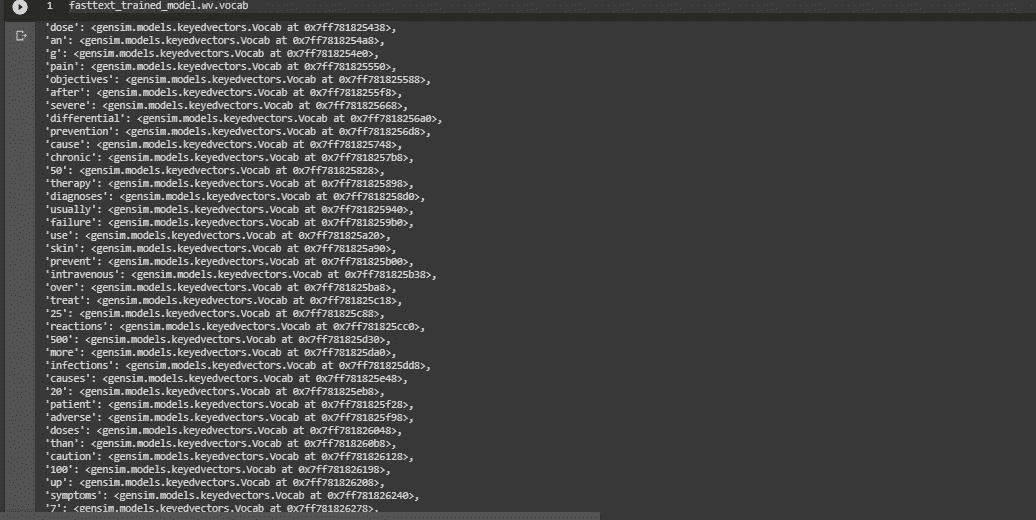 1 fasttext_trained_model.wv.vocab
'dose': <gensim.models.keyedvectors.Vocab at 0x7ff781825438>,
'an': <gensim.models.keyedvectors.Vocab at 0x7ff7818254a8>,
'g': <gensim.models.keyedvectors.Vocab at 0x7ff7818254e0>,
'pain': <gensim.models.keyedvectors.Vocab at 0x7ff781825550>,
'objectives': <gensim.models.keyedvectors.Vocab at 0x7ff781825588>,
'after': <gensim.models.keyedvectors.Vocab at 0x7ff7818255f8>,
'severe': <gensim.models.keyedvectors.Vocab at 0x7ff781825668>,
'differential': <gensim.models.keyedvectors.Vocab at 0x7ff7818256a0>,
'prevention': <gensim.models.keyedvectors.Vocab at 0x7ff7818256d8>,
'cause': <gensim.models.keyedvectors.Vocab at 0x7ff781825748>,
'chronic': <gensim.models.keyedvectors.Vocab at 0x7ff7818257b8>,
'50': <gensim.models.keyedvectors.Vocab at 0x7ff781825828>,
'therapy': <gensim.models.keyedvectors.Vocab at 0x7ff781825898>,
'diagnoses': <gensim.models.keyedvectors.Vocab at 0x7ff7818258d0>,
'usually': <gensim.models.keyedvectors.Vocab at 0x7ff781825940>,
'failure': <gensim.models.keyedvectors.Vocab at 0x7ff7818259b0>,
'use': <gensim.models.keyedvectors.Vocab at 0x7ff781825a20>,
'skin': <gensim.models.keyedvectors.Vocab at 0x7ff781825a90>,
'prevent': <gensim.models.keyedvectors.Vocab at 0x7ff781825b00>,
'intravenous': <gensim.models.keyedvectors.Vocab at 0x7ff781825b38>,
'over': <gensim.models.keyedvectors.Vocab at 0x7ff781825ba8>,
'treat': <gensim.models.keyedvectors.Vocab at 0x7ff781825c18>,
'25': <gensim.models.keyedvectors.Vocab at 0x7ff781825c88>,
'reactions': <gensim.models.keyedvectors.Vocab at 0x7ff781825cc0>,
'500': <gensim.models.keyedvectors.Vocab at 0x7ff781825d30>,
'more': <gensim.models.keyedvectors.Vocab at 0x7ff781825da0>,
'infections': <gensim.models.keyedvectors.Vocab at 0x7ff781825dd8>,
'causes': <gensim.models.keyedvectors.Vocab at 0x7ff781825e48>,
'20': <gensim.models.keyedvectors.Vocab at 0x7ff781825eb8>,
'patient': <gensim.models.keyedvectors.Vocab at 0x7ff781825f28>,
'adverse': <gensim.models.keyedvectors.Vocab at 0x7ff781825f98>,
'doses': <gensim.models.keyedvectors.Vocab at 0x7ff781826048>,
'than': <gensim.models.keyedvectors.Vocab at 0x7ff7818260b8>,
'caution': <gensim.models.keyedvectors.Vocab at 0x7ff781826128>,
'100': <gensim.models.keyedvectors.Vocab at 0x7ff781826198>,
'up': <gensim.models.keyedvectors.Vocab at 0x7ff781826208>,
'symptoms': <gensim.models.keyedvectors.Vocab at 0x7ff781826240>,
'7': <gensim.models.keyedvectors.Vocab at 0x7ff781826278>,